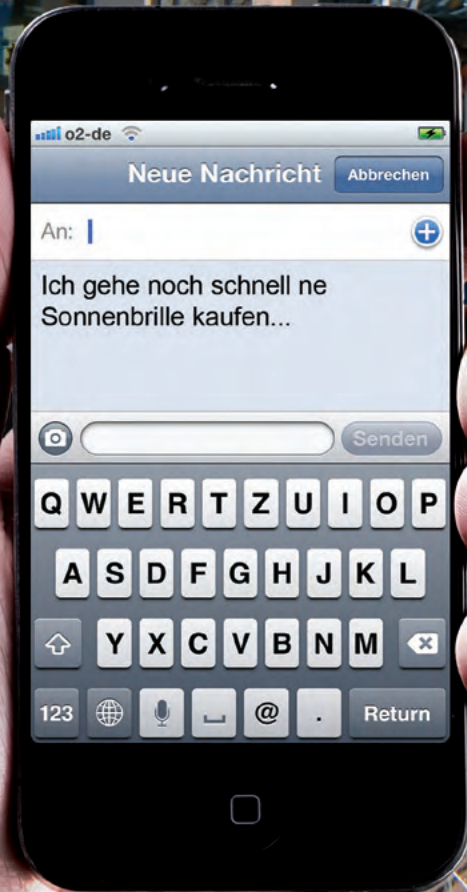 o2-de
Neue Nachricht
Abbrechen
An:
Ich gehe noch schnell ne
Sonnenbrille kaufen...
Senden
Q W E R T Z U I O P
A S D F G H J K L
Y X C V B N M
123 @ . Return